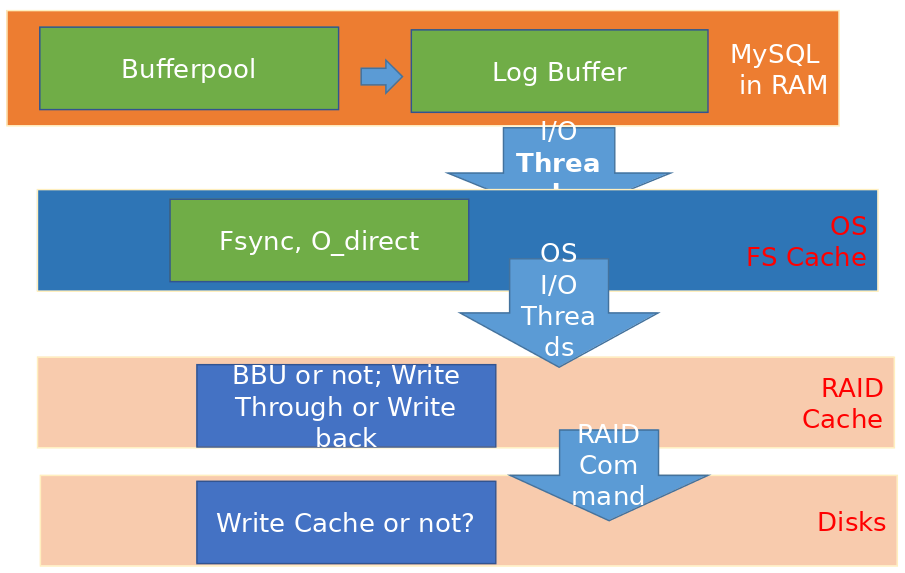 Bufferpool
Log Buffer
MySQL
in RAM
I/O
Threa
Fsync, O_direct
OS
FS Cache
OS
I/O
Threa
ds
BBU or not; Write
Through or Write
back
RAID
Cache
RAID
Com
mand
Write Cache or not?
Disks